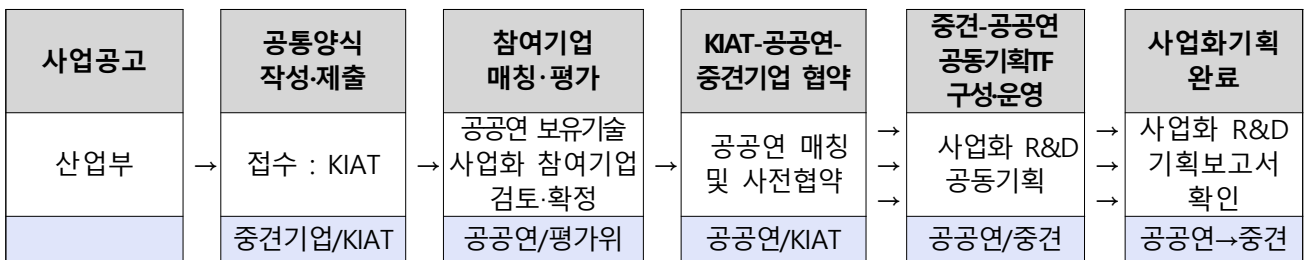 사업공고
산업부
→
공통양식
작성·제출
접수 : KIAT
중견기업/KIAT
→
참여기업
매칭·평가
공공연 보유기술
사업화 참여기업
검토·확정
공공연/평가위
→
KIAT-공공연-
중견기업 협약
공공연 매칭
및 사전협약
공공연/KIAT
→
→
→
중견-공공연
공동기획TF
구성·운영
사업화 R&D
공동기획
공공연/중견
→
→
→
사업화기획
완료
사업화 R&D
기획보고서
확인
공공연→중견